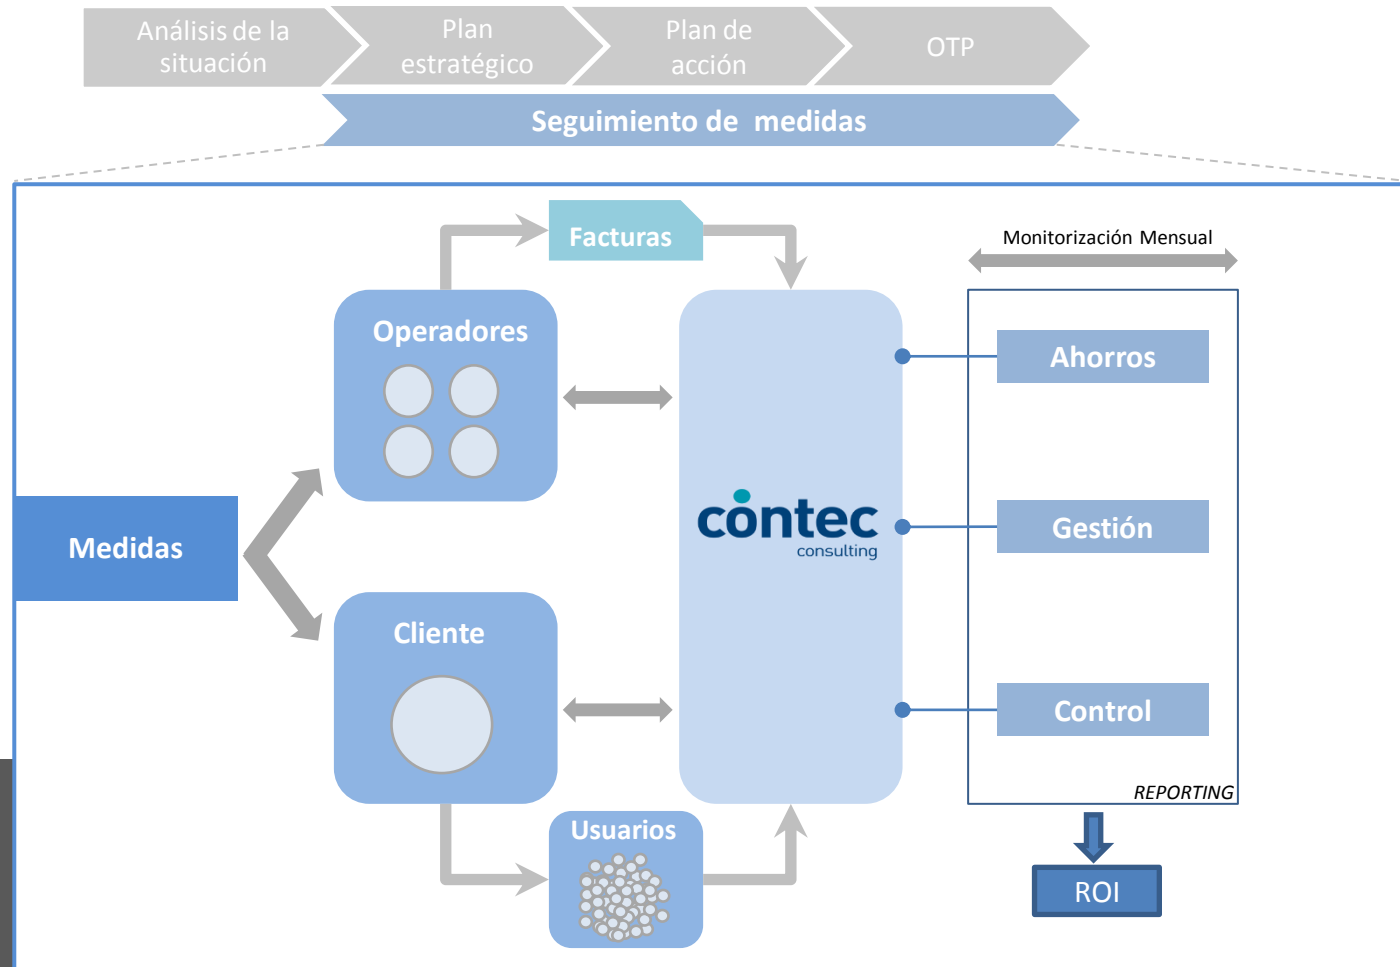 Análisis de la
situación
Plan
estratégico
Plan de
acción
OTP
Seguimiento de medidas
Facturas
Monitorización Mensual
Operadores
Ahorros
contec
consulting
Gestión
Medidas
Cliente
Control
REPORTING
Usuarios
ROI